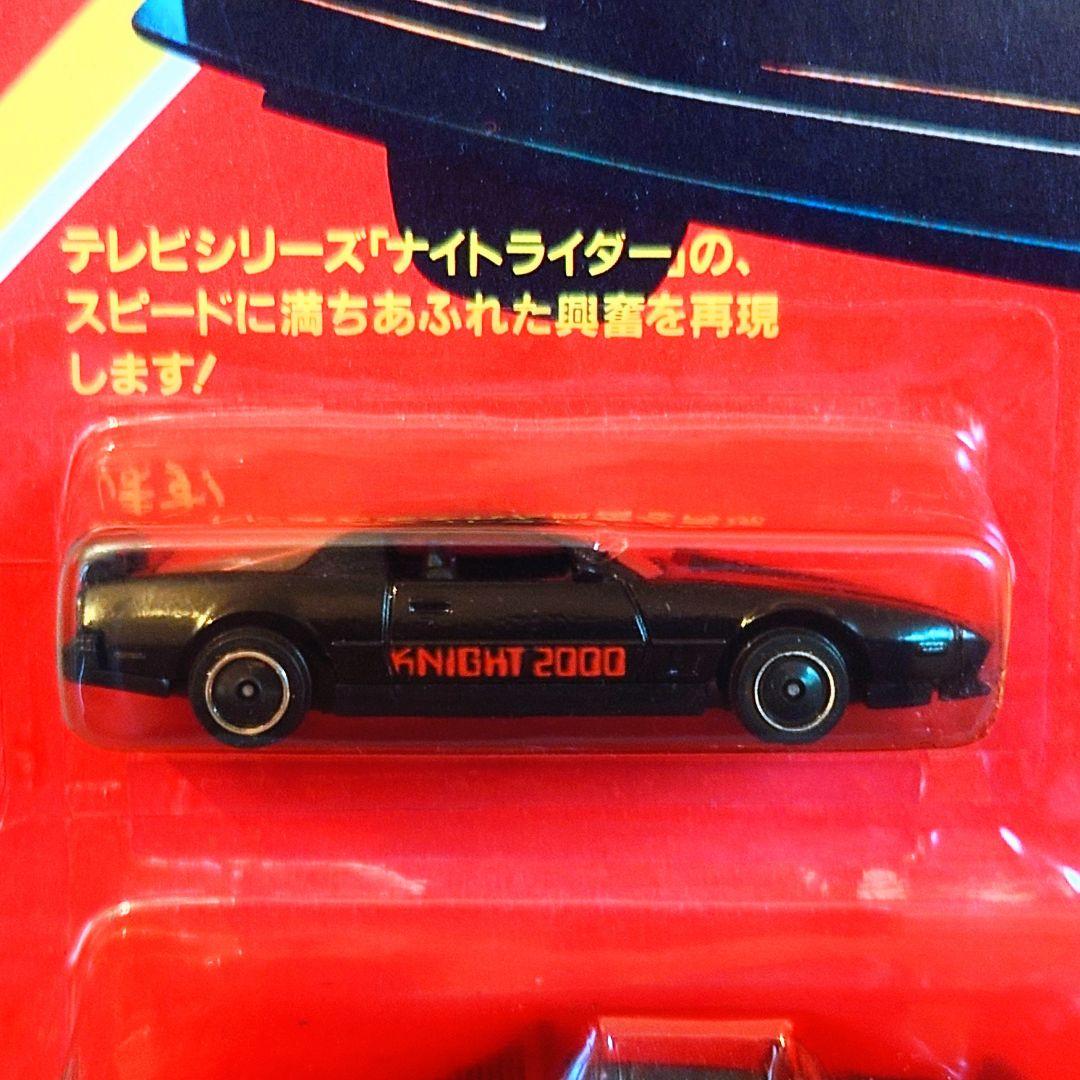 テレビシリーズ「ナイトライダー」の、
スピードに満ちあふれた興奮を再現
します!
KNIGHT 2000